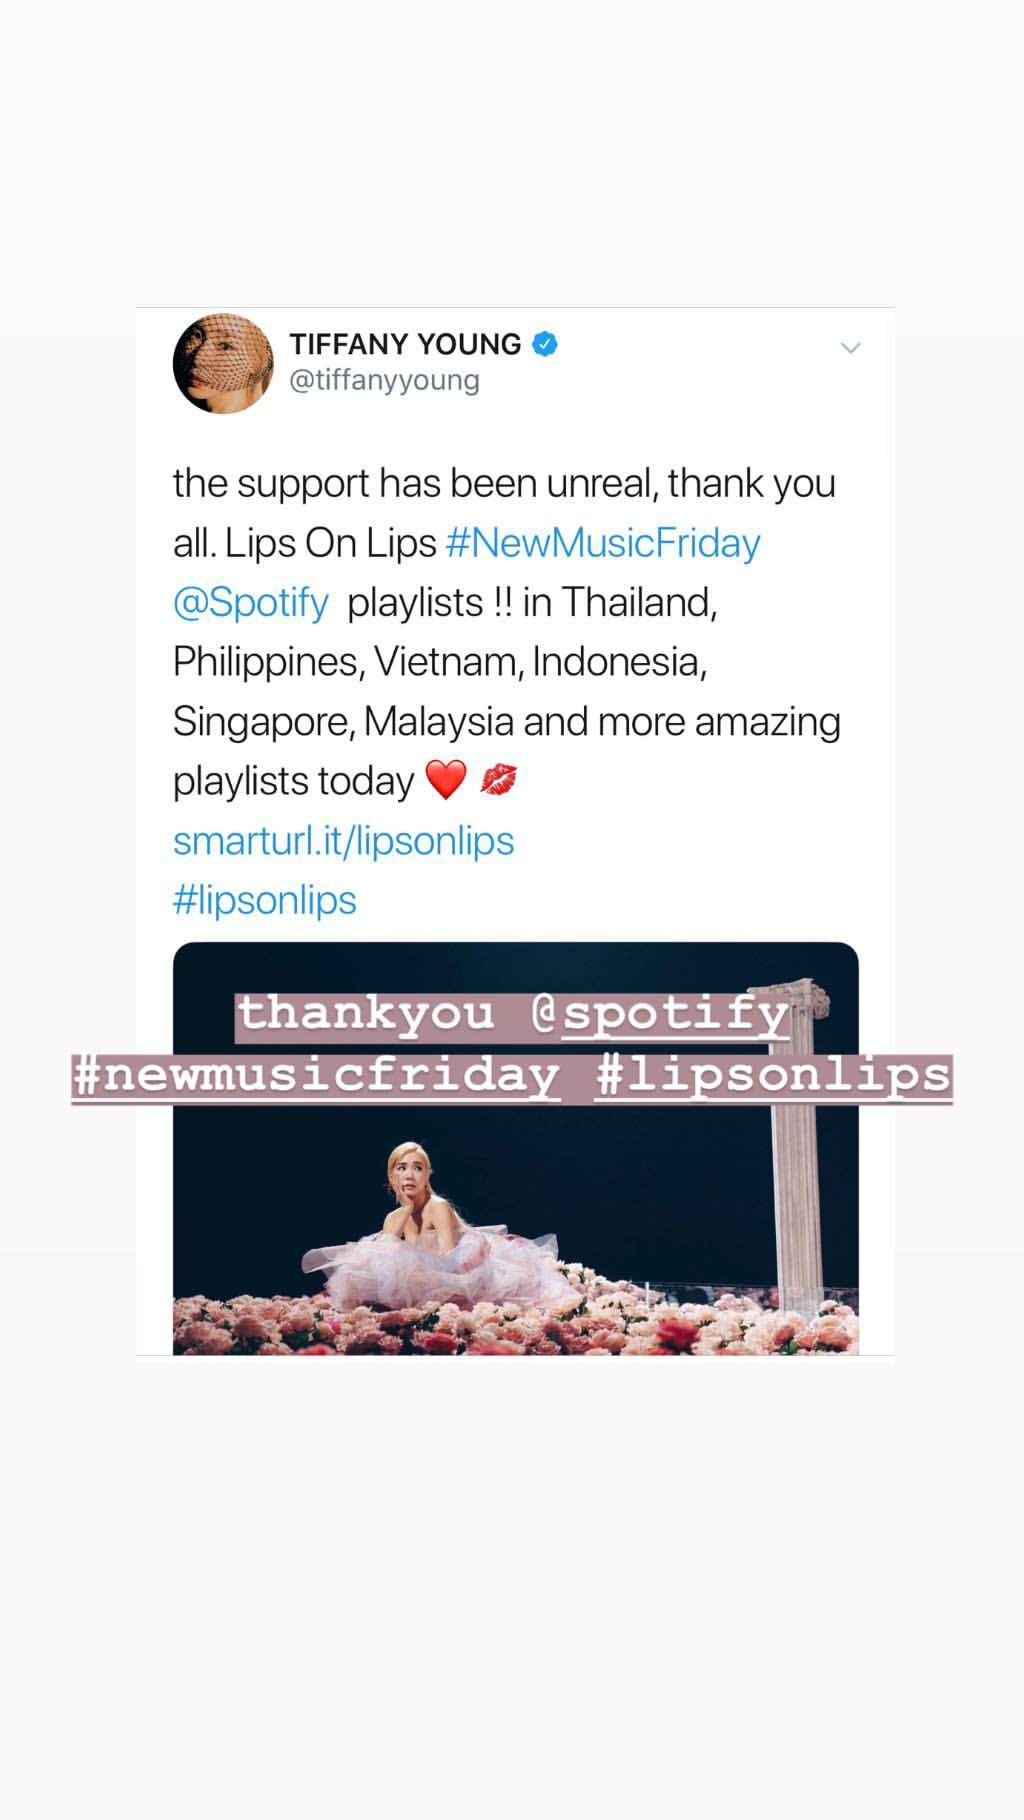 TIFFANY YOUNG
@tiffanyyoung
the support has been unreal, thank you
all. Lips On Lips #NewMusicFriday
@Spotify playlists !! in Thailand,
Philippines, Vietnam, Indonesia,
Singapore, Malaysia and more amazing
playlists today ❤️ 💋
smarturl.it/lipsonlips
#lipsonlips
thankyou @spotify
#newmusicfriday #lipsonlips